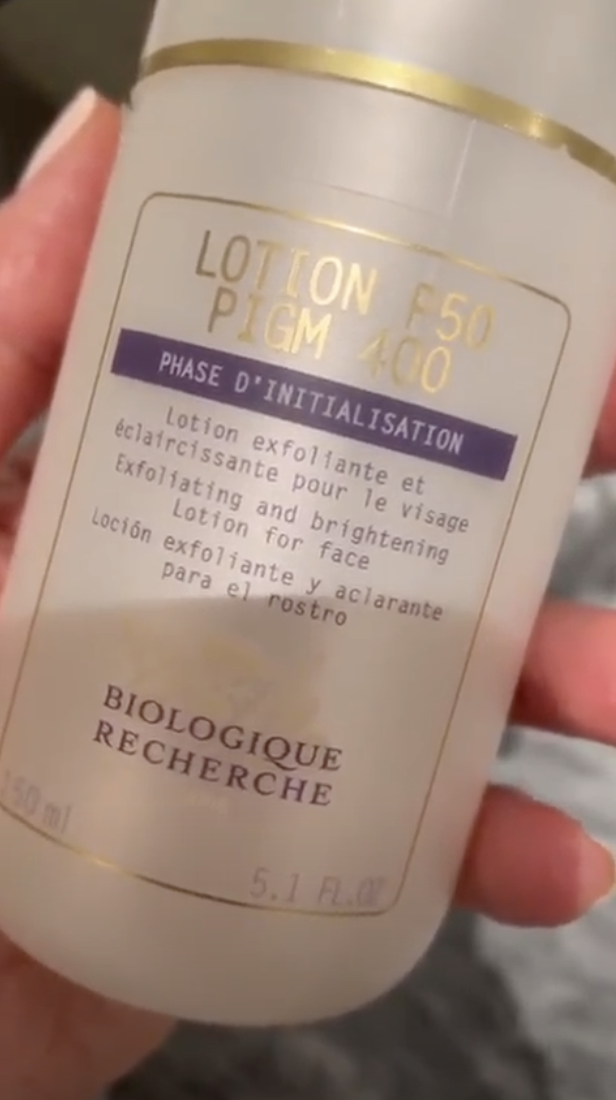 LOTION P50
PIGM 400
PHASE D'INITIALISATION
Lotion exfoliante et
éclaircissante pour le visage
Exfoliating and brightening
Lotion for face
Loción exfoliante y aclarante
para el rostro
BIOLOGIQUE
RECHERCHE
150 ml
5.1 FL.OZ